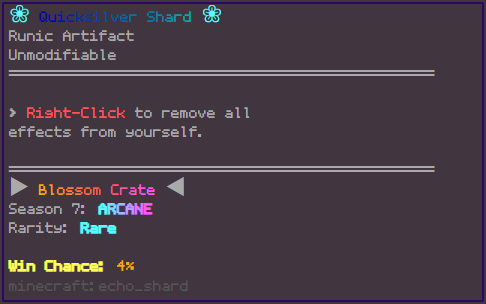 ❀ Quicksilver Shard ❀
Runic Artifact
Unmodifiable
> Right-Click to remove all
effects from yourself.
▶ Blossom Crate ◀
Season 7: ARCANE
Rarity: Rare
Win Chance: 4%
minecraft:echo_shard